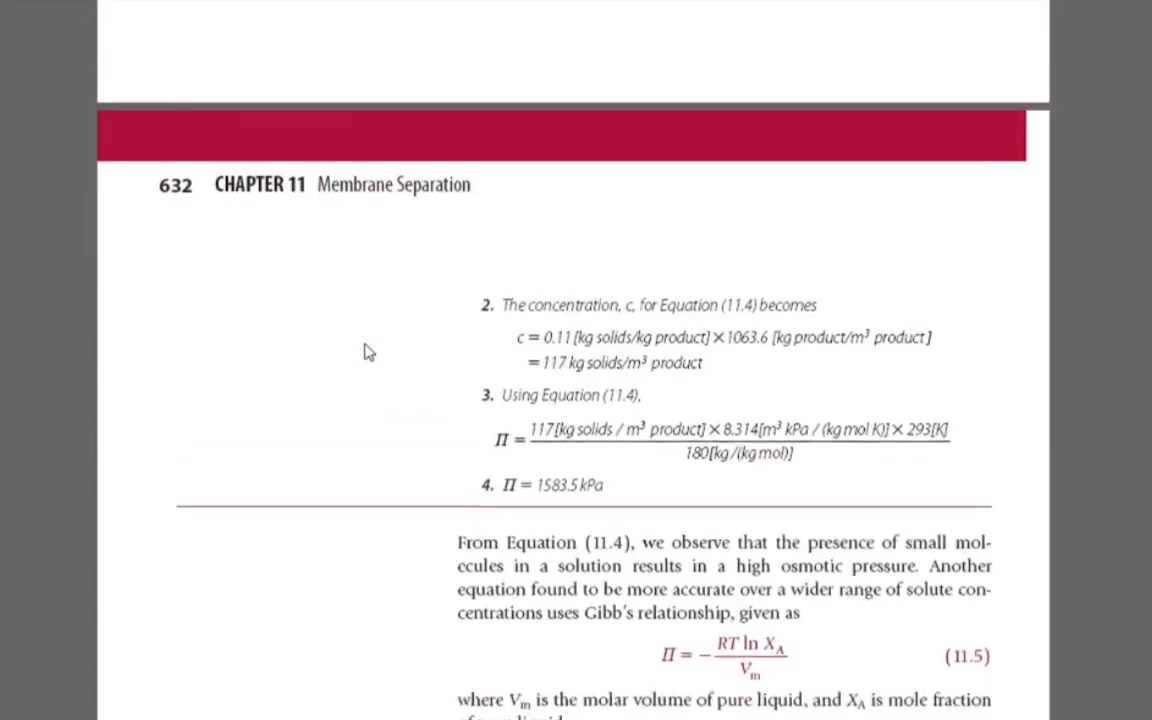 632 CHAPTER 11 Membrane Separation
2. The concentration, c, for Equation (11.4) becomes
c = 0.11 [kg solids/kg product] × 1063.6 [kg product/m³ product]
= 117 kg solids/m³ product
3. Using Equation (11.4),
Π = 117[kg solids / m³ product] × 8.314[m³ kPa / (kg mol K)] × 293[K]
180[kg/(kg mol)]
4. Π = 1583.5 kPa
From Equation (11.4), we observe that the presence of small mol-
ecules in a solution results in a high osmotic pressure. Another
equation found to be more accurate over a wider range of solute con-
centrations uses Gibb's relationship, given as
Π = − RT ln X_A / V_m (11.5)
where Vₘ is the molar volume of pure liquid, and X_A is mole fraction